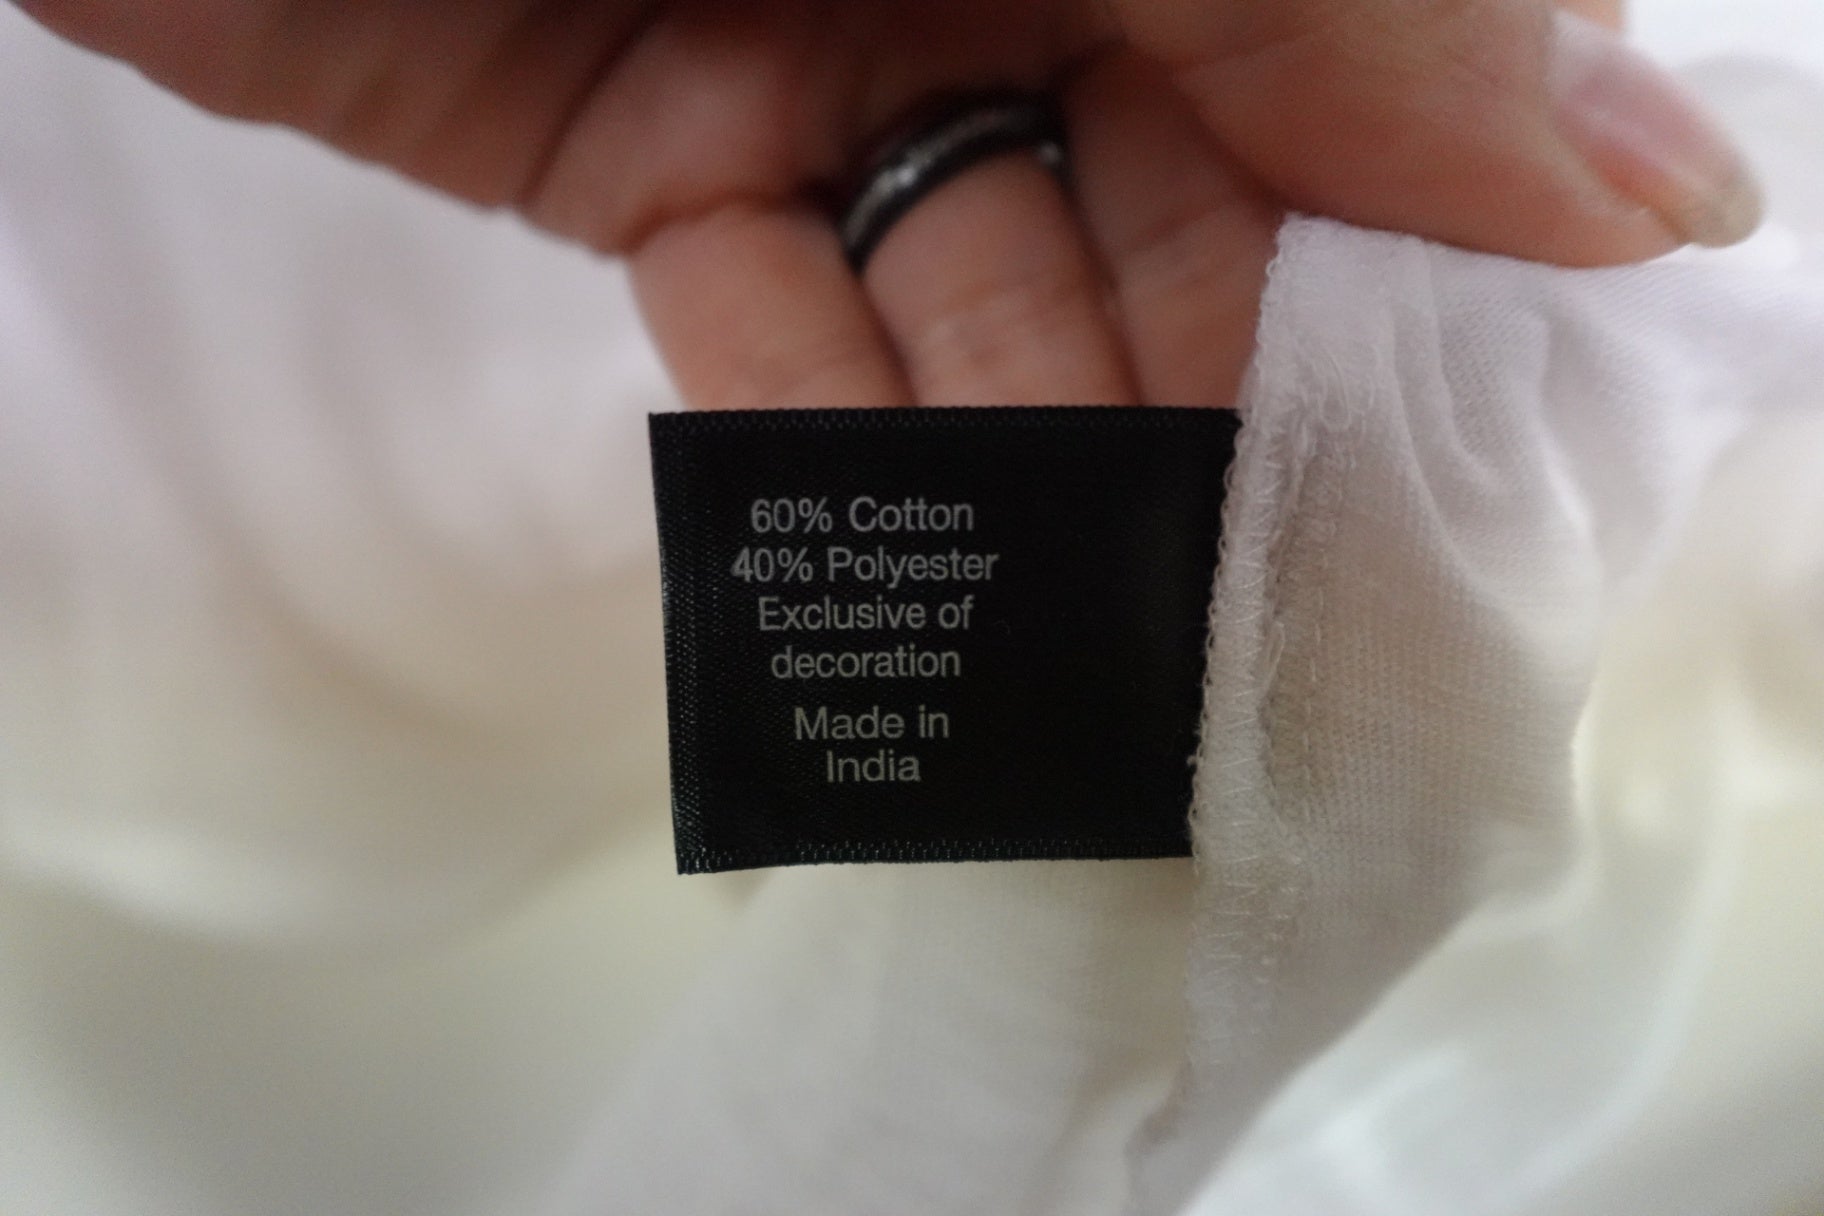 60% Cotton
40% Polyester
Exclusive of
decoration
Made in
India